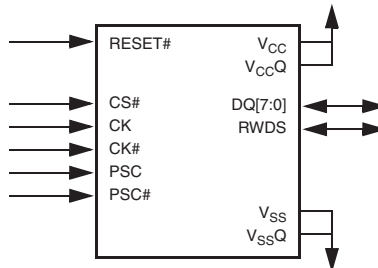 RESET#
CS#
CK
CK#
PSC
PSC#
VCC
VCCQ
DQ[7:0]
RWDS
VSS
VSSQ